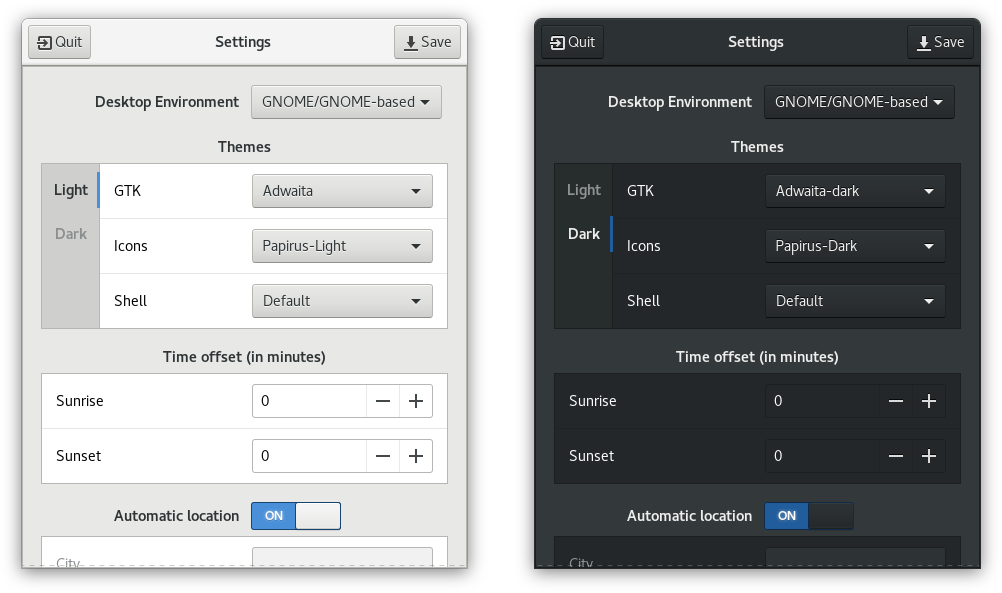 Quit Settings Save
Desktop Environment GNOME/GNOME-based
Themes
Light GTK Adwaita
Dark
Icons Papirus-Light
Shell Default
Time offset (in minutes)
Sunrise 0
Sunset 0
Automatic location ON
City
Quit Settings Save
Desktop Environment GNOME/GNOME-based
Themes
Light GTK Adwaita-dark
Dark
Icons Papirus-Dark
Shell Default
Time offset (in minutes)
Sunrise 0
Sunset 0
Automatic location ON
City